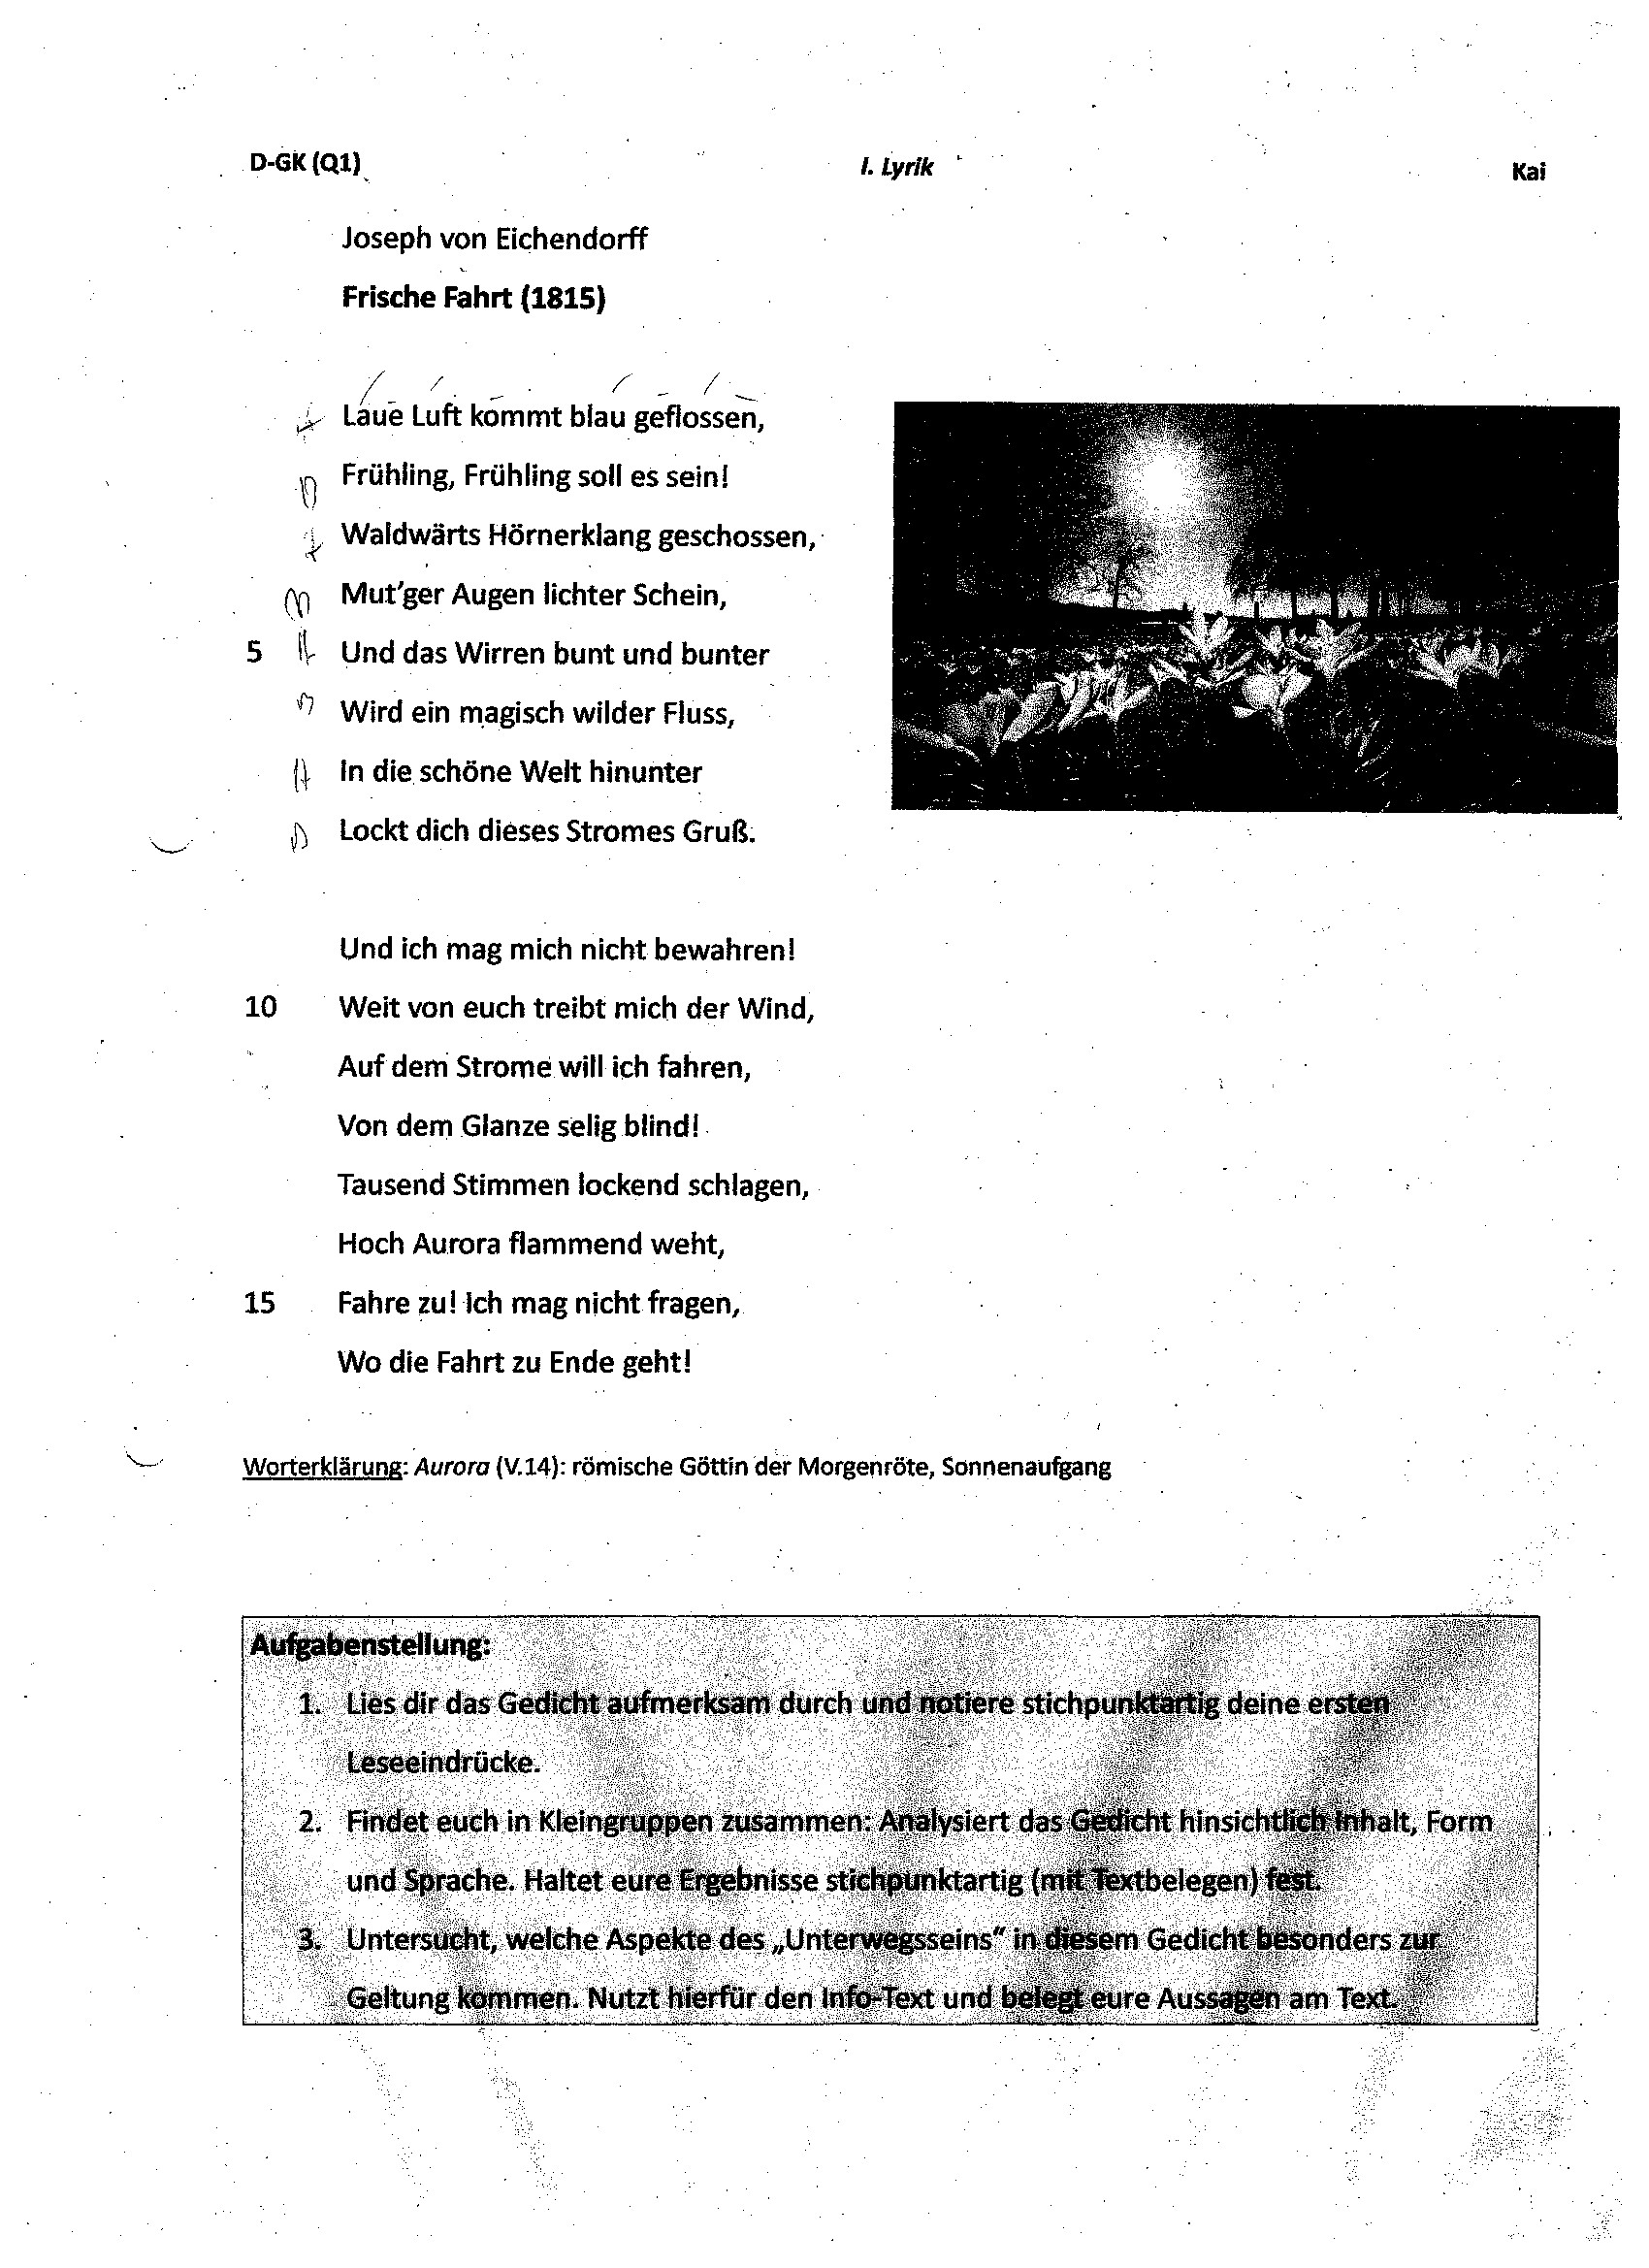 D-GK (Q1) I. Lyrik Kai
Joseph von Eichendorff
Frische Fahrt (1815)
Laue Luft kommt blau geflossen,
Frühling, Frühling soll es sein!
Waldwärts Hörnerklang geschossen,
Mut'ger Augen lichter Schein,
5 Und das Wirren bunt und bunter
Wird ein magisch wilder Fluss,
In die schöne Welt hinunter
Lockt dich dieses Stromes Gruß.
Und ich mag mich nicht bewahren!
10 Weit von euch treibt mich der Wind,
Auf dem Strome will ich fahren,
Von dem Glanze selig blind!
Tausend Stimmen lockend schlagen,
Hoch Aurora flammend weht,
15 Fahre zu! Ich mag nicht fragen,
Wo die Fahrt zu Ende geht!
Worterklärung: Aurora (V.14): römische Göttin der Morgenröte, Sonnenaufgang
Aufgabenstellung:
1. Lies dir das Gedicht aufmerksam durch und notiere stichpunktartig deine ersten
Leseeindrücke.
2. Findet euch in Kleingruppen zusammen: Analysiert das Gedicht hinsichtlich Inhalt, Form
und Sprache. Haltet eure Ergebnisse stichpunktartig (mit Textbelegen) fest.
3. Untersucht, welche Aspekte des „Unterwegsseins" in diesem Gedicht besonders zur
Geltung kommen. Nutzt hierfür den Info-Text und belegt eure Aussagen am Text.